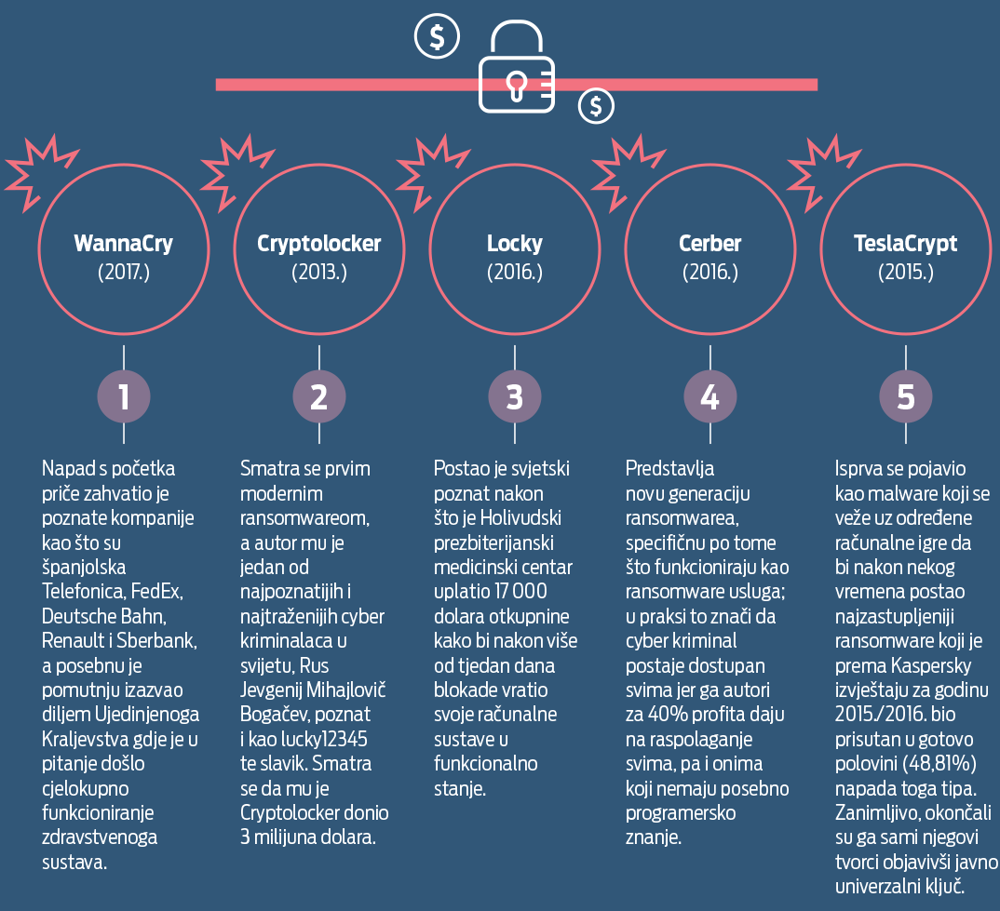 $
$
WannaCry
(2017.)
Cryptolocker
(2013.)
Locky
(2016.)
Cerber
(2016.)
TeslaCrypt
(2015.)
1
Napad s početka
priče zahvatio je
poznate kompanije
kao što su
španjolska
Telefonica, FedEx,
Deutsche Bahn,
Renault i Sberbank,
a posebnu je
pomutnju izazvao
diljem Ujedinjenoga
Kraljevstva gdje je u
pitanje došlo
cjelokupno
funkcioniranje
zdravstvenoga
sustava.
2
Smatra se prvim
modernim
ransomwareom,
a autor mu je
jedan od
najpoznatijih i
najtraženijih cyber
kriminalaca u
svijetu, Rus
Jevgenij Mihajlovič
Bogačev, poznat
i kao lucky12345
te slavik. Smatra
se da mu je
Cryptolocker donio
3 milijuna dolara.
3
Postao je svjetski
poznat nakon
što je Holivudski
prezbiterijanski
medicinski centar
uplatio 17 000
dolara otkupnine
kako bi nakon više
od tjedan dana
blokade vratio
svoje računalne
sustave u
funkcionalno
stanje.
4
Predstavlja
novu generaciju
ransomwarea,
specifičnu po tome
što funkcioniraju kao
ransomware usluga;
u praksi to znači da
cyber kriminal
postaje dostupan
svima jer ga autori
za 40% profita daju
na raspolaganje
svima, pa i onima
koji nemaju posebno
programersko
znanje.
5
Isprva se pojavio
kao malware koji se
veže uz određene
računalne igre da
bi nakon nekog
vremena postao
najzastupljeniji
ransomware koji je
prema Kaspersky
izvještaju za godinu
2015./2016. bio
prisutan u gotovo
polovini (48,81%)
napada toga tipa.
Zanimljivo, okončali
su ga sami njegovi
tvorci objavivši javno
univerzalni ključ.